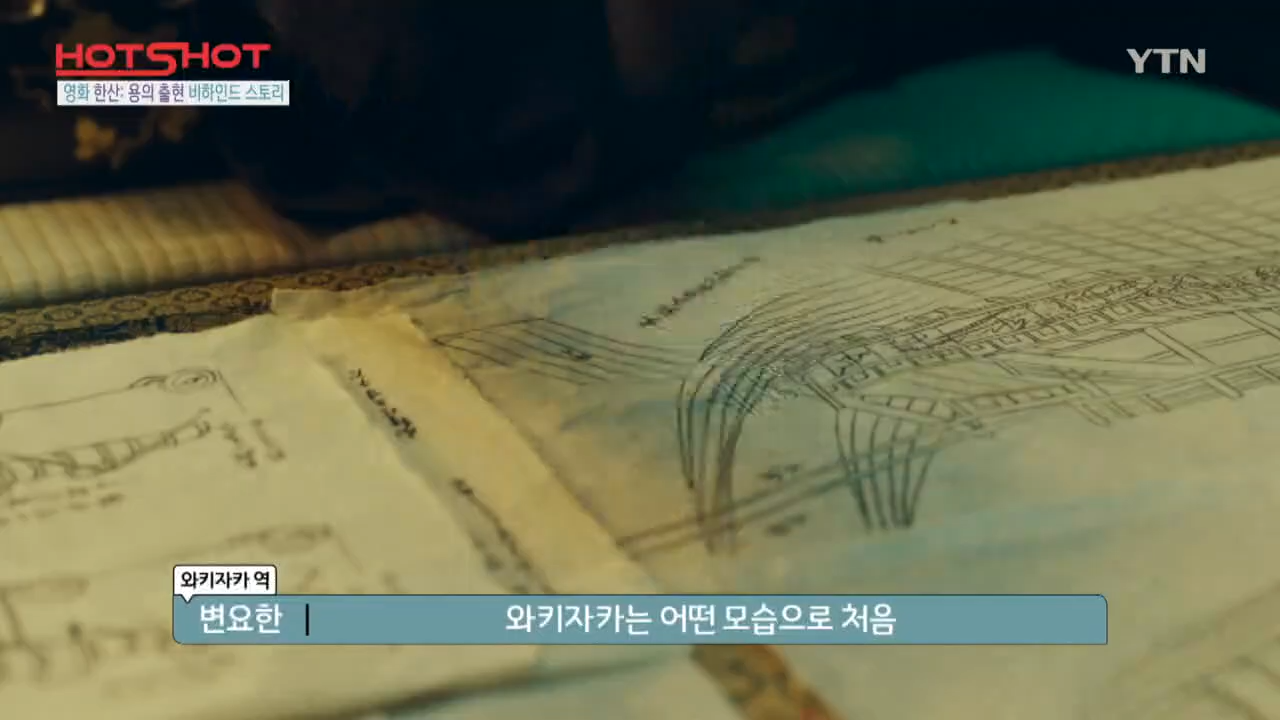 HOTSHOT
YTN
영화 한산: 용의 출현 비하인드 스토리
와키자카 역
변요한
와키자카는 어떤 모습으로 처음